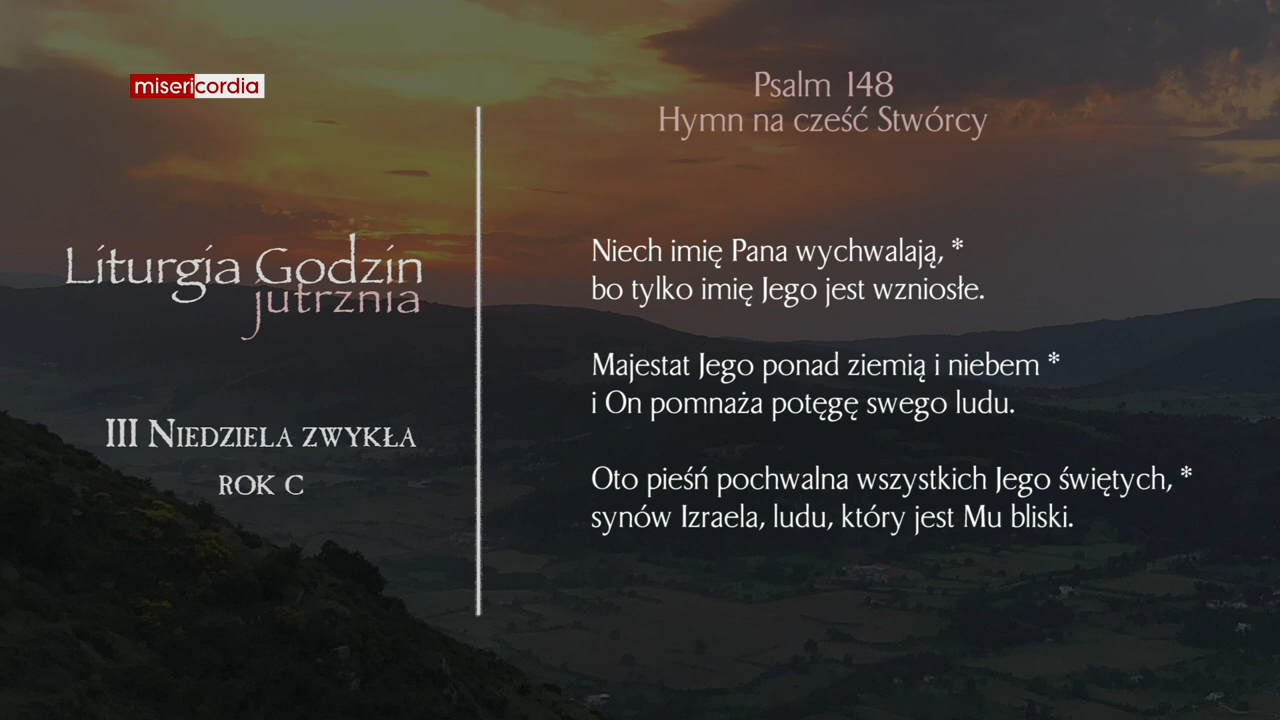 misericordia
Liturgia Godzin
jutrznia
III Niedziela zwykła
rok C
Psalm 148
Hymn na cześć Stwórcy
Niech imię Pana wychwalają, *
bo tylko imię Jego jest wzniosłe.
Majestat Jego ponad ziemią i niebem *
i On pomnaża potęgę swego ludu.
Oto pieśń pochwalna wszystkich Jego świętych, *
synów Izraela, ludu, który jest Mu bliski.